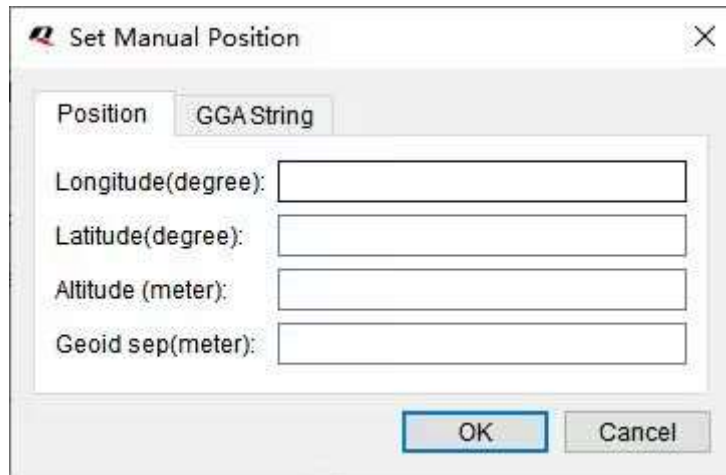 Set Manual Position
Position GGA String
Longitude(degree):
Latitude(degree):
Altitude (meter):
Geoid sep(meter):
OK Cancel